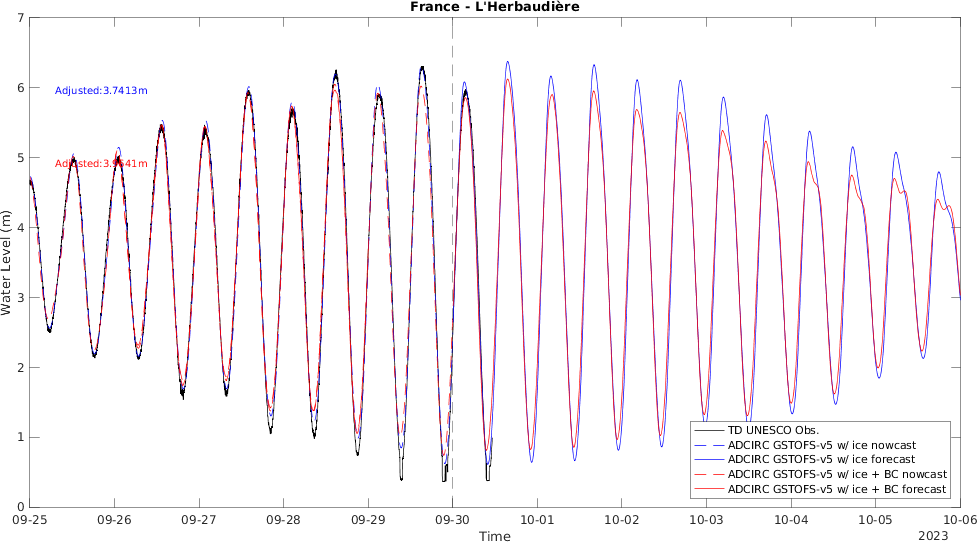 France - L'Herbaudière
7
6
5
4
3
2
1
0
Water Level (m)
Adjusted:3.7413m
TD UNESCO Obs.
ADCIRC GSTOFS-v5 w/ ice nowcast
ADCIRC GSTOFS-v5 w/ ice forecast
ADCIRC GSTOFS-v5 w/ ice + BC nowcast
ADCIRC GSTOFS-v5 w/ ice + BC forecast
09-25 09-26 09-27 09-28 09-29 09-30 10-01 10-02 10-03 10-04 10-05 10-06
Time
2023